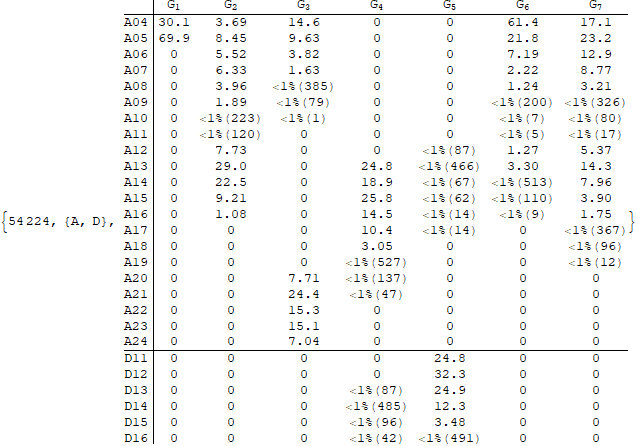 G1 G2 G3 G4 G5 G6 G7
A04 30.1 3.69 14.6 0 0 61.4 17.1
A05 69.9 8.45 9.63 0 0 21.8 23.2
A06 0 5.52 3.82 0 0 7.19 12.9
A07 0 6.33 1.63 0 0 2.22 8.77
A08 0 3.96 <1%(385) 0 0 1.24 3.21
A09 0 1.89 <1%(79) 0 0 <1%(200) <1%(326)
A10 0 <1%(223) <1%(1) 0 0 <1%(7) <1%(80)
A11 0 <1%(120) 0 0 0 <1%(5) <1%(17)
A12 0 7.73 0 0 <1%(87) 1.27 5.37
A13 0 29.0 0 24.8 <1%(466) 3.30 14.3
A14 0 22.5 0 18.9 <1%(67) <1%(513) 7.96
A15 0 9.21 0 25.8 <1%(62) <1%(110) 3.90
{54224, {A, D}, A16 0 1.08 0 14.5 <1%(14) <1%(9) 1.75 }
A17 0 0 0 10.4 <1%(14) 0 <1%(367)
A18 0 0 0 3.05 0 0 <1%(96)
A19 0 0 0 <1%(527) 0 0 <1%(12)
A20 0 0 7.71 <1%(137) 0 0 0
A21 0 0 24.4 <1%(47) 0 0 0
A22 0 0 15.3 0 0 0 0
A23 0 0 15.1 0 0 0 0
A24 0 0 7.04 0 0 0 0
D11 0 0 0 0 24.8 0 0
D12 0 0 0 0 32.3 0 0
D13 0 0 0 <1%(87) 24.9 0 0
D14 0 0 0 <1%(485) 12.3 0 0
D15 0 0 0 <1%(96) 3.48 0 0
D16 0 0 0 <1%(42) <1%(491) 0 0